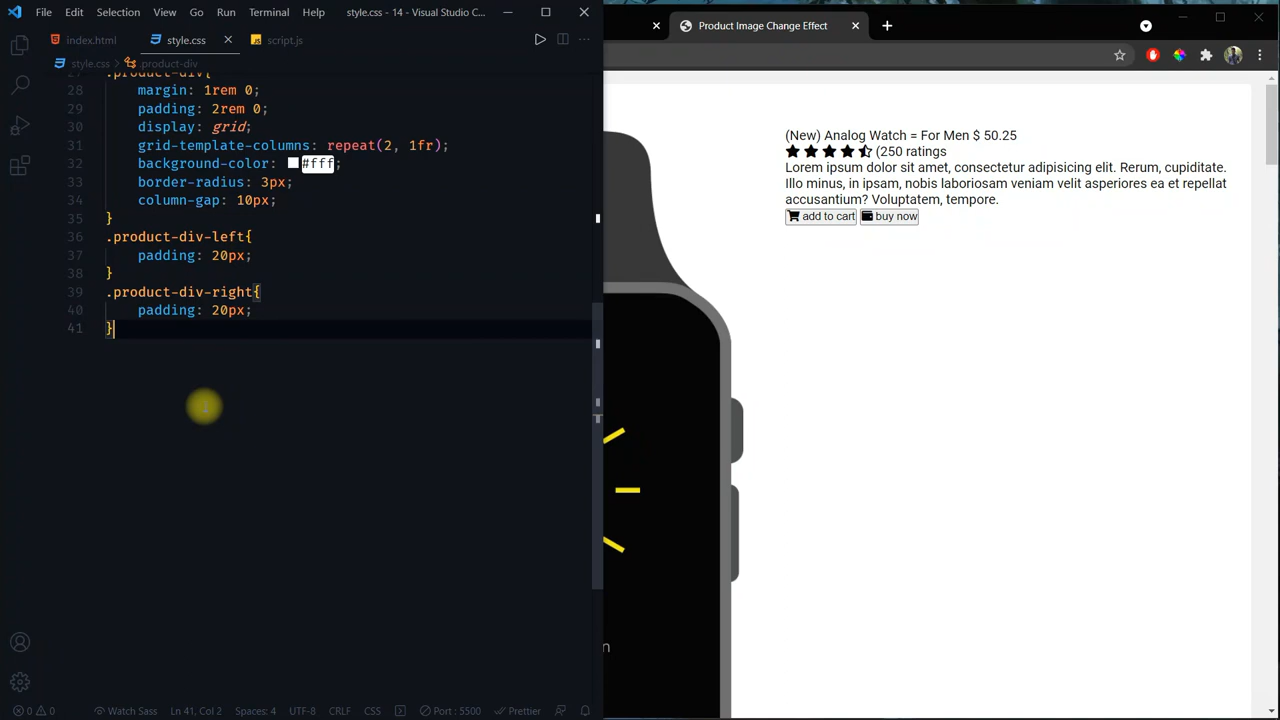 File Edit Selection View Go Run Terminal Help style.css - 14 - Visual Studio C...
index.html style.css script.js
style.css > .product-div
27 .product-div{
28 margin: 1rem 0;
29 padding: 2rem 0;
30 display: grid;
31 grid-template-columns: repeat(2, 1fr);
32 background-color: #fff;
33 border-radius: 3px;
34 column-gap: 10px;
35 }
36 .product-div-left{
37 padding: 20px;
38 }
39 .product-div-right{
40 padding: 20px;
41 }
0 0 Watch Sass Ln 41, Col 2 Spaces: 4 UTF-8 CRLF CSS Port : 5500 Prettier
Product Image Change Effect
(New) Analog Watch = For Men $ 50.25
(250 ratings
Lorem ipsum dolor sit amet, consectetur adipisicing elit. Rerum, cupiditate.
Illo minus, in ipsam, nobis laboriosam veniam velit asperiores ea et repellat
accusantium? Voluptatem, tempore.
add to cart buy now